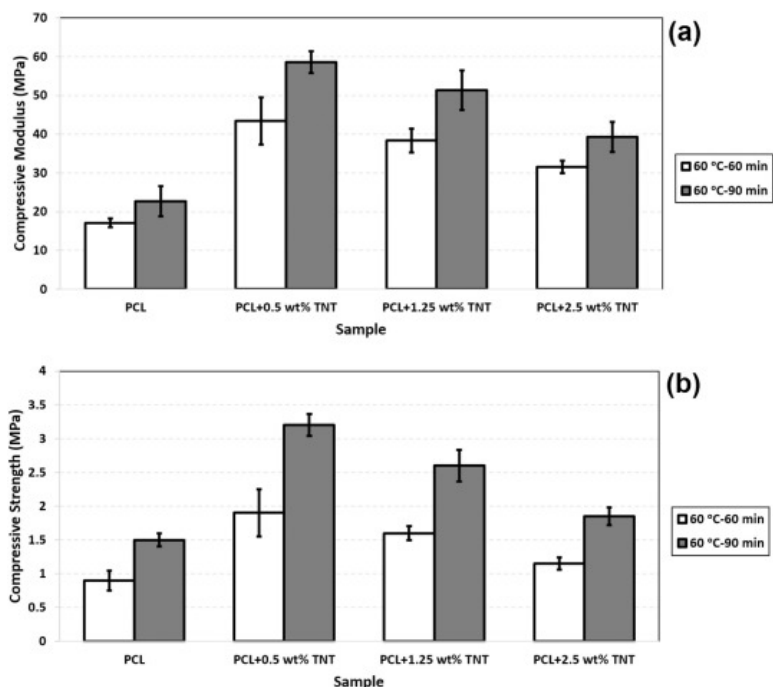 (a)
Compressive Modulus (MPa)
70
60
50
40
30
20
10
0
PCL
PCL+0.5 wt% TNT
PCL+1.25 wt% TNT
PCL+2.5 wt% TNT
Sample
60 °C-60 min
60 °C-90 min
(b)
Compressive Strength (MPa)
4
3.5
3
2.5
2
1.5
1
0.5
0
PCL
PCL+0.5 wt% TNT
PCL+1.25 wt% TNT
PCL+2.5 wt% TNT
Sample
60 °C-60 min
60 °C-90 min